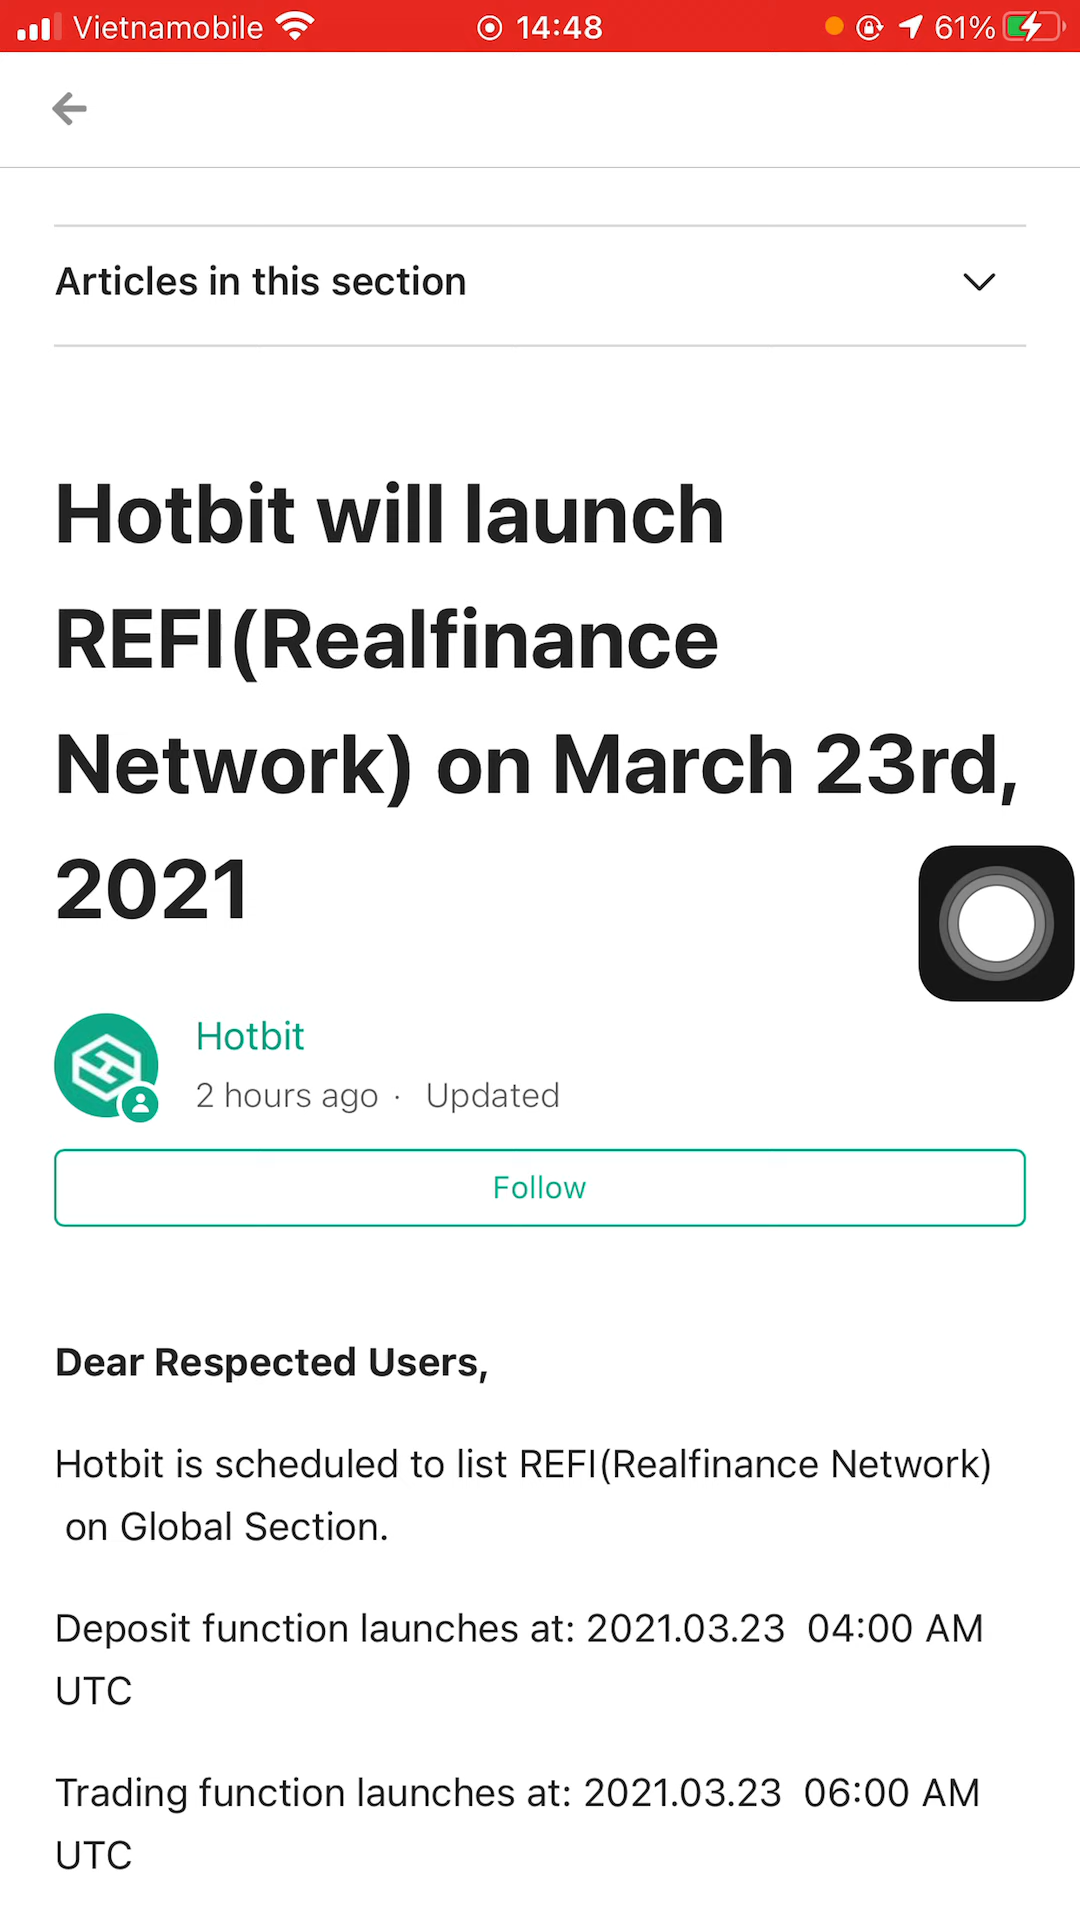 Vietnamobile 14:48 61%
Articles in this section
Hotbit will launch
REFI(Realfinance
Network) on March 23rd,
2021
Hotbit
2 hours ago · Updated
Follow
Dear Respected Users,
Hotbit is scheduled to list REFI(Realfinance Network)
on Global Section.
Deposit function launches at: 2021.03.23 04:00 AM
UTC
Trading function launches at: 2021.03.23 06:00 AM
UTC